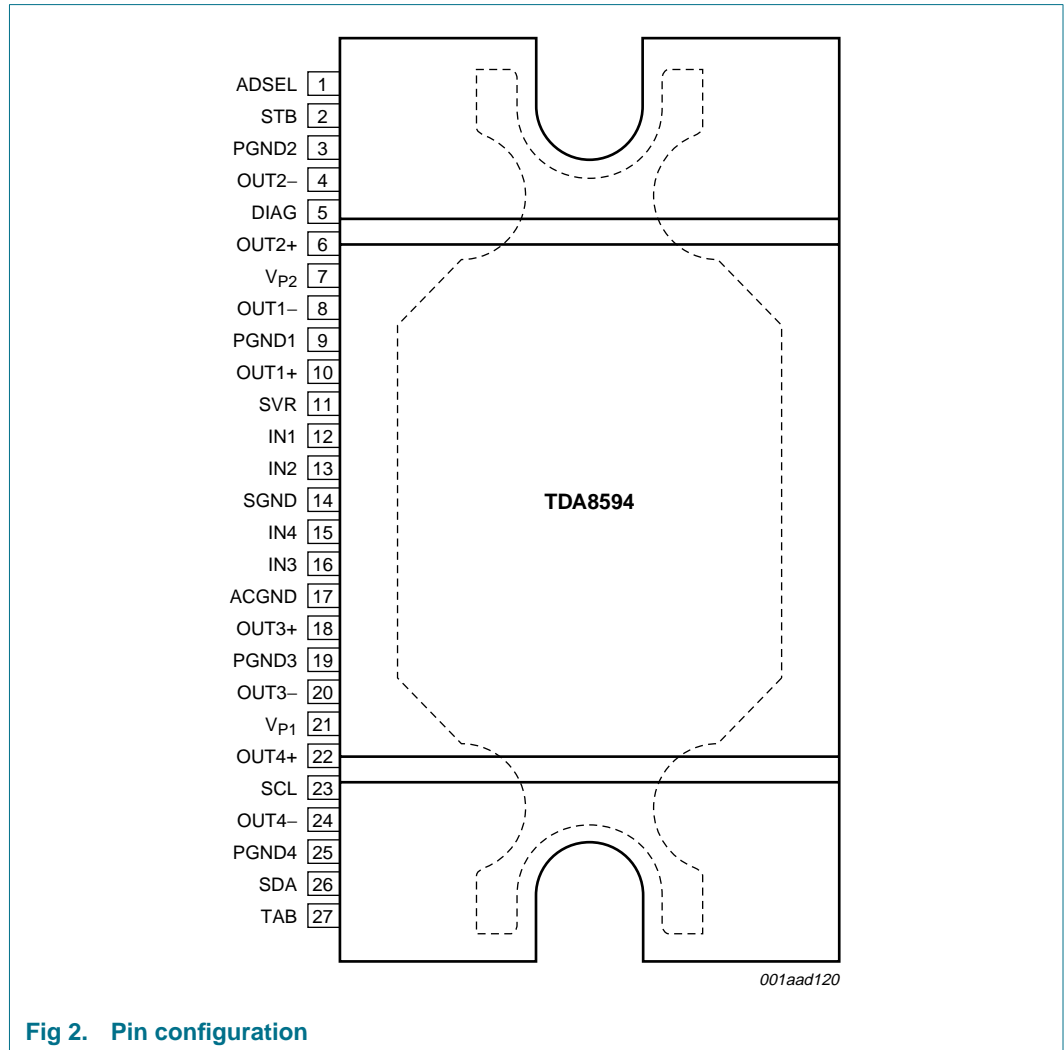 ADSEL 1
STB 2
PGND2 3
OUT2− 4
DIAG 5
OUT2+ 6
VP2 7
OUT1− 8
PGND1 9
OUT1+ 10
SVR 11
IN1 12
IN2 13
SGND 14
TDA8594
IN4 15
IN3 16
ACGND 17
OUT3+ 18
PGND3 19
OUT3− 20
VP1 21
OUT4+ 22
SCL 23
OUT4− 24
PGND4 25
SDA 26
TAB 27
001aad120
Fig 2. Pin configuration